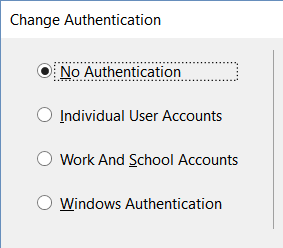 Change Authentication
No Authentication
Individual User Accounts
Work And School Accounts
Windows Authentication